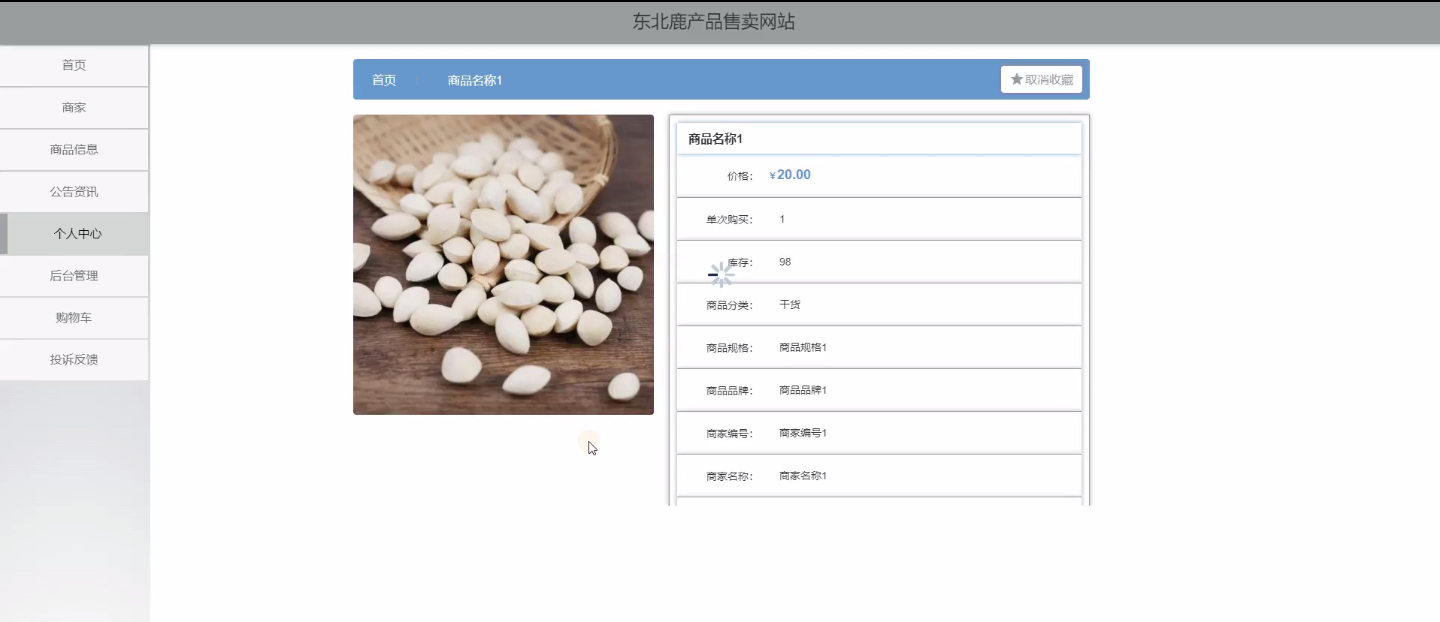 东北鹿产品售卖网站
首页
商家
商品信息
公告资讯
个人中心
后台管理
购物车
投诉反馈
首页 商品名称1 ★取消收藏
商品名称1
价格： ¥20.00
单次购买： 1
库存： 98
商品分类： 干货
商品规格： 商品规格1
商品品牌： 商品品牌1
商家编号： 商家编号1
商家名称： 商家名称1